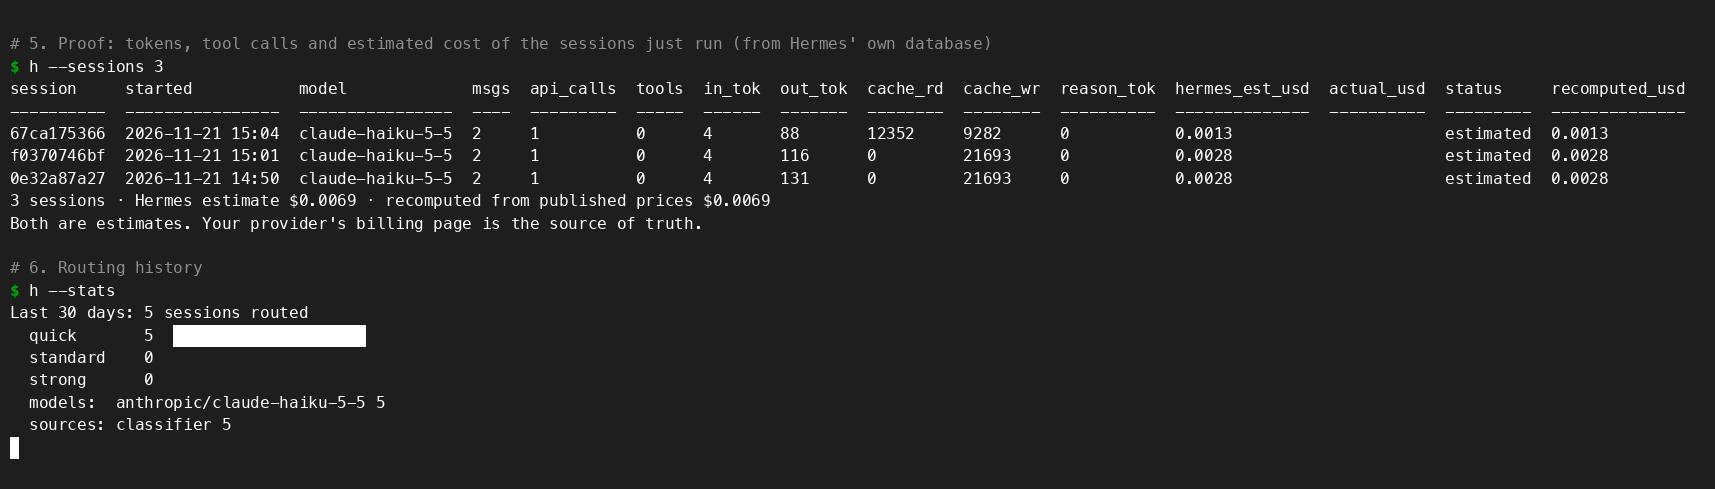 # 5. Proof: tokens, tool calls and estimated cost of the sessions just run (from Hermes' own database)
$ h --sessions 3
session     started           model             msgs  api_calls  tools  in_tok  out_tok  cache_rd  cache_wr  reason_tok  hermes_est_usd  actual_usd  status     recomputed_usd
----------  ----------------  ----------------  ----  ---------  -----  ------  -------  --------  --------  ----------  --------------  ----------  ---------  --------------
67ca175366  2026-11-21 15:04  claude-haiku-5-5  2     1          0      4       88       12352     9282      0           0.0013                      estimated  0.0013
f0370746bf  2026-11-21 15:01  claude-haiku-5-5  2     1          0      4       116      0         21693     0           0.0028                      estimated  0.0028
0e32a87a27  2026-11-21 14:50  claude-haiku-5-5  2     1          0      4       131      0         21693     0           0.0028                      estimated  0.0028
3 sessions · Hermes estimate $0.0069 · recomputed from published prices $0.0069
Both are estimates. Your provider's billing page is the source of truth.
# 6. Routing history
$ h --stats
Last 30 days: 5 sessions routed
  quick       5
  standard    0
  strong      0
  models:  anthropic/claude-haiku-5-5 5
  sources: classifier 5